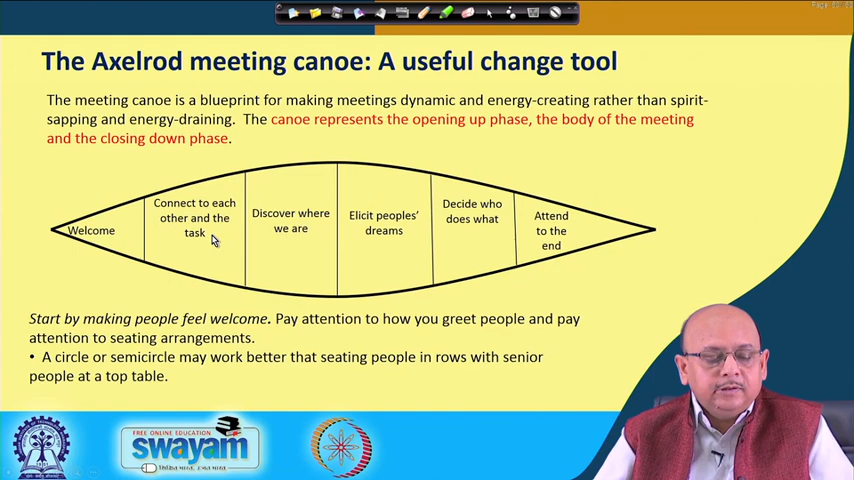 The Axelrod meeting canoe: A useful change tool
The meeting canoe is a blueprint for making meetings dynamic and energy-creating rather than spirit-
sapping and energy-draining. The canoe represents the opening up phase, the body of the meeting
and the closing down phase.
Welcome
Connect to each
other and the
task
Discover where
we are
Elicit peoples’
dreams
Decide who
does what
Attend
to the
end
Start by making people feel welcome. Pay attention to how you greet people and pay
attention to seating arrangements.
• A circle or semicircle may work better that seating people in rows with senior
people at a top table.
FREE ONLINE EDUCATION
swayam